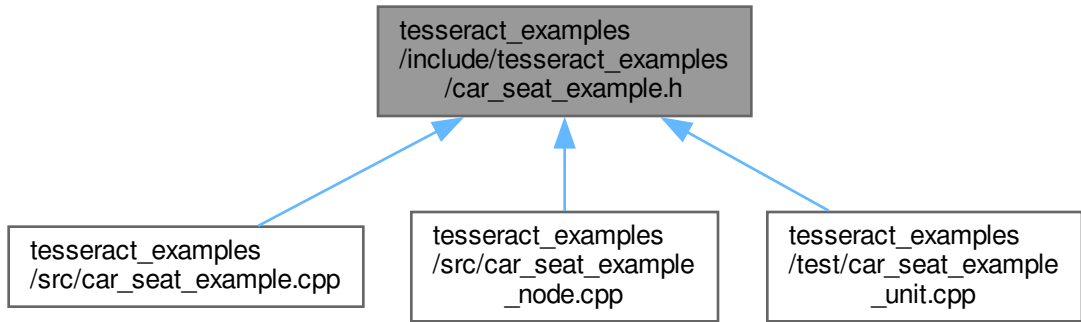 tesseract_examples
/include/tesseract_examples
/car_seat_example.h
tesseract_examples
/src/car_seat_example.cpp
tesseract_examples
/src/car_seat_example
_node.cpp
tesseract_examples
/test/car_seat_example
_unit.cpp